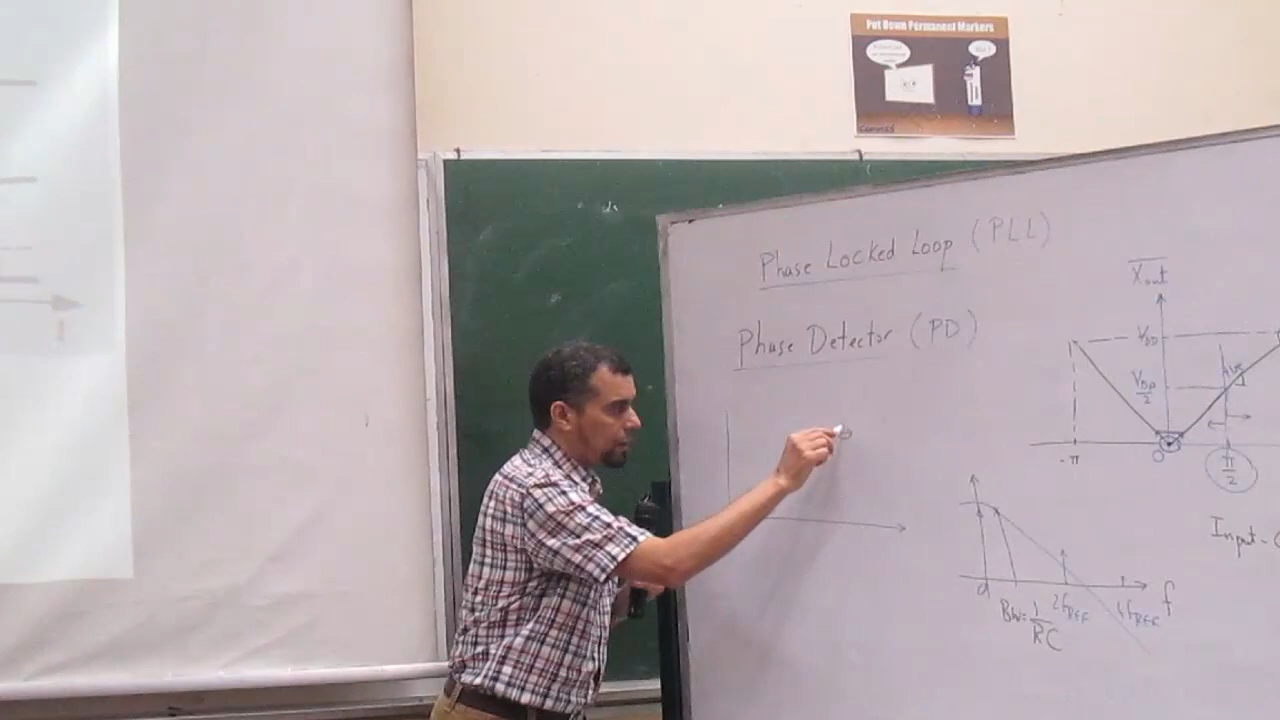 Put Down Permanent Markers
Phase Locked Loop (PLL)
Phase Detector (PD)
Xout
VDD
VDD/2
-π
0
π/2
Input-
f
BW=1/RC
2fREF
4fREF